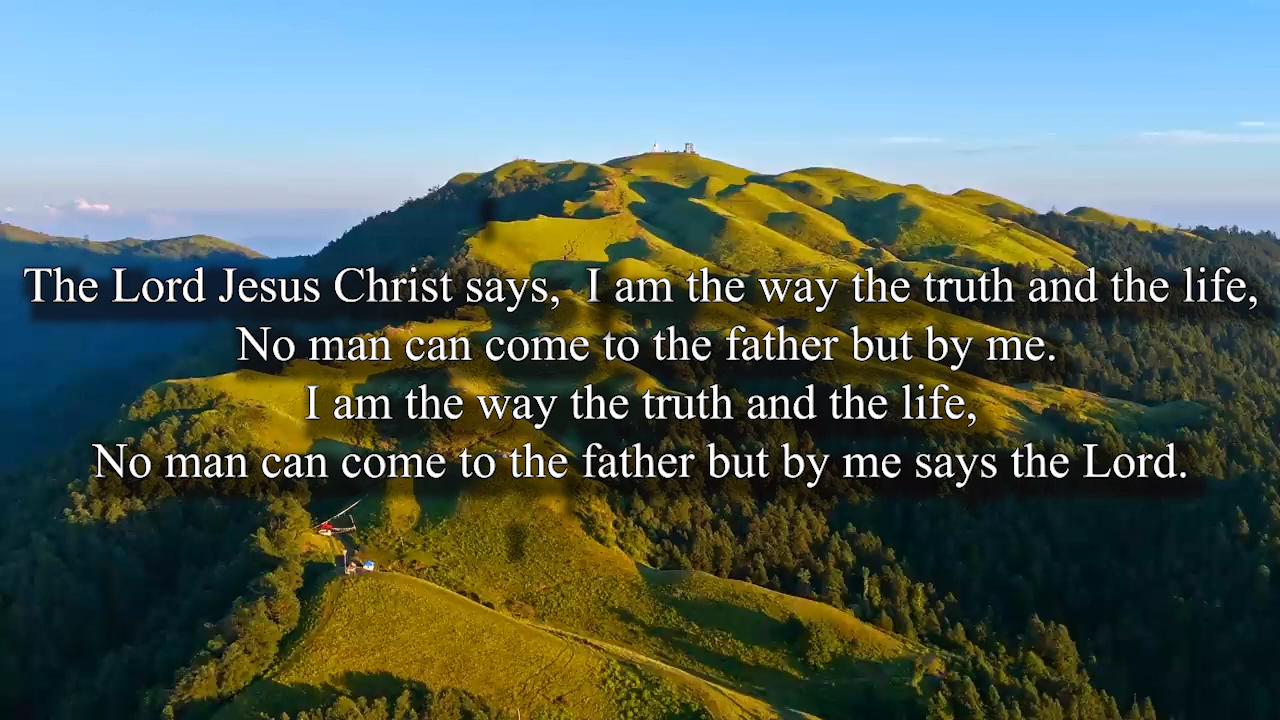 The Lord Jesus Christ says, I am the way the truth and the life,
No man can come to the father but by me.
I am the way the truth and the life,
No man can come to the father but by me says the Lord.